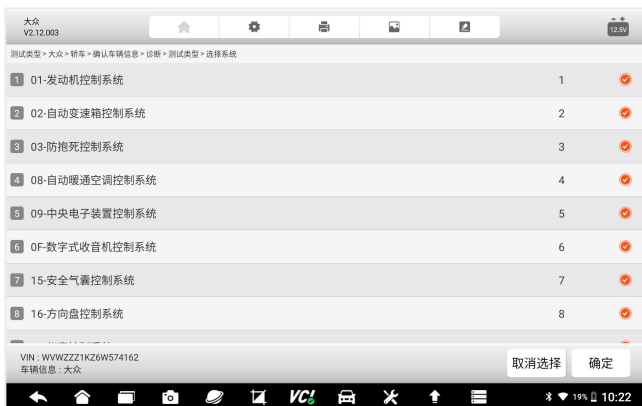 大众
V2.12.003
12.5V
测试类型 > 大众 > 轿车 > 确认车辆信息 > 诊断 > 测试类型 > 选择系统
1 01-发动机控制系统 1
2 02-自动变速箱控制系统 2
3 03-防抱死控制系统 3
4 08-自动暖通空调控制系统 4
5 09-中央电子装置控制系统 5
6 0F-数字式收音机控制系统 6
7 15-安全气囊控制系统 7
8 16-方向盘控制系统 8
VIN : WVWZZZ1KZ6W574162
车辆信息 : 大众
取消选择 确定
VC! 19% 10:22